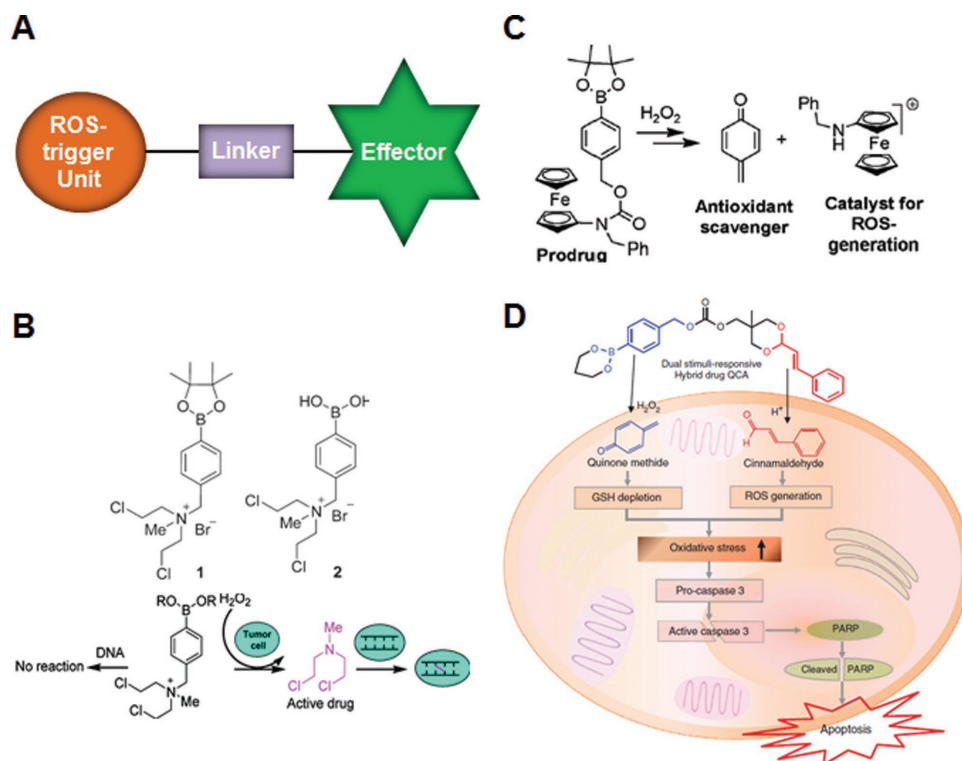 A
ROS-
trigger
Unit
Linker
Effector
B
O O
B
Cl
N+
Me Br−
Cl
1
HO B OH
Cl
N+
Me Br−
Cl
2
RO OR
B
H2O2
Tumor
cell
DNA
No reaction
N+
Cl Me
Cl
Me
N
Cl Cl
Active drug
C
O O
B
H2O2
O
N O
Fe
Ph
Prodrug
O
+
Antioxidant
scavenger
Ph
N
H
Fe
⊕
Catalyst for
ROS-
generation
D
O
O O
B
O O
O
O
Dual stimuli-responsive
Hybrid drug QCA
H2O2
H+
O
Quinone methide
O
H
Cinnamaldehyde
GSH depletion
ROS generation
Oxidative stress
Pro-caspase 3
Active caspase 3
PARP
Cleaved PARP
Apoptosis